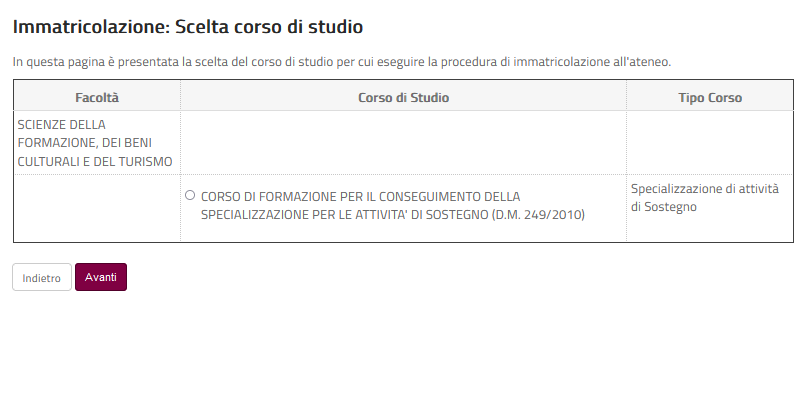 Immatricolazione: Scelta corso di studio
In questa pagina è presentata la scelta del corso di studio per cui eseguire la procedura di immatricolazione all'ateneo.
Facoltà Corso di Studio Tipo Corso
SCIENZE DELLA
FORMAZIONE, DEI BENI
CULTURALI E DEL TURISMO
CORSO DI FORMAZIONE PER IL CONSEGUIMENTO DELLA
SPECIALIZZAZIONE PER LE ATTIVITA' DI SOSTEGNO (D.M. 249/2010)
Specializzazione di attività
di Sostegno
Indietro Avanti